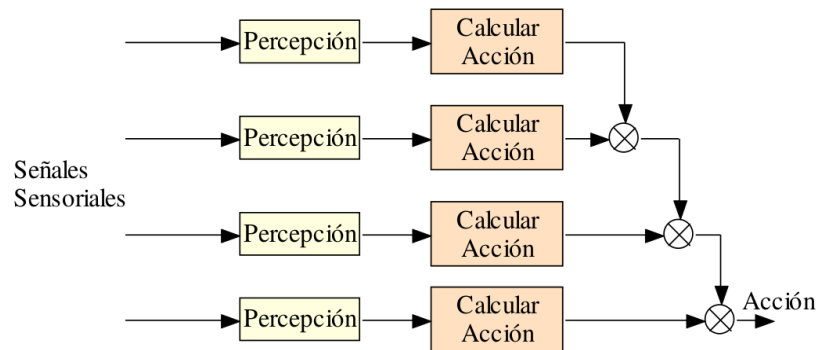 Percepción
Calcular
Acción
Percepción
Calcular
Acción
Señales
Sensoriales
Percepción
Calcular
Acción
Percepción
Calcular
Acción
Acción